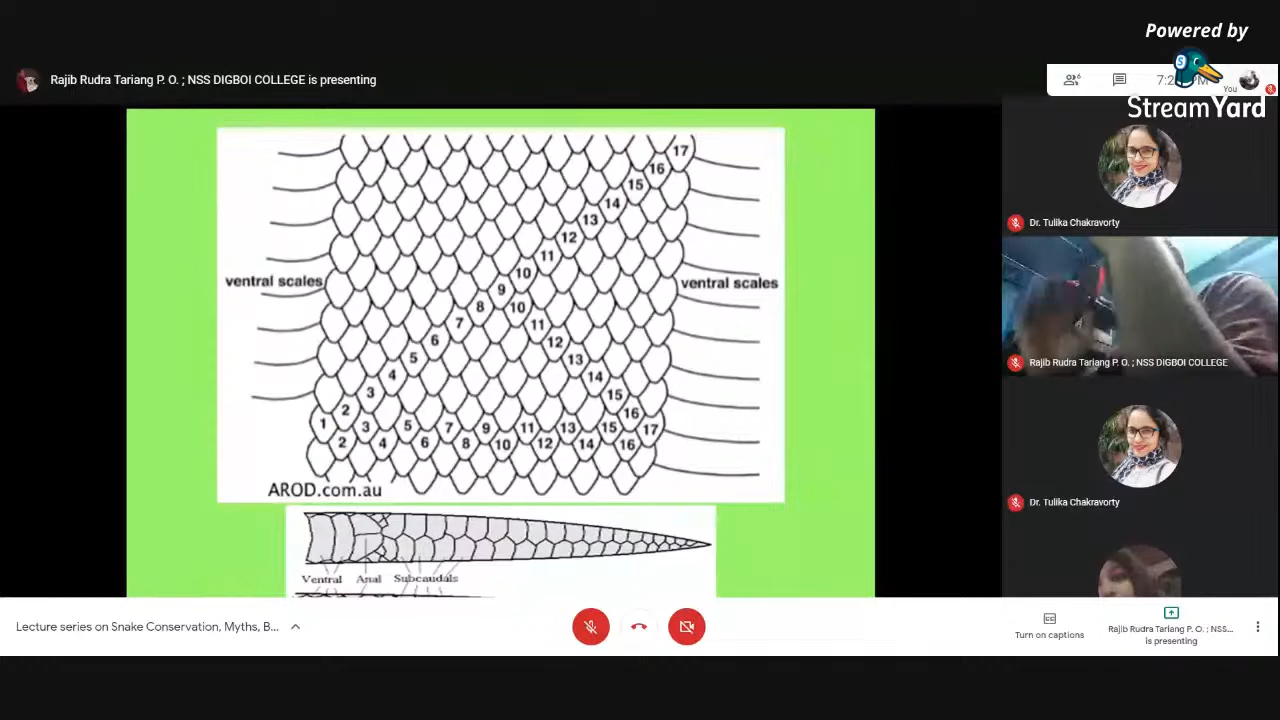 Powered by
StreamYard
Rajib Rudra Tariang P. O. ; NSS DIGBOI COLLEGE is presenting
6
You
17
16
15
14
13
12
11
10
9
8
7
6
5
4
3
2
1
10
11
12
13
14
15
16
17
2 3 4 5 6 7 8 9 10 11 12 13 14 15 16
ventral scales
ventral scales
AROD.com.au
Ventral Anal Subcaudals
Dr. Tulika Chakravorty
Rajib Rudra Tariang P. O. ; NSS DIGBOI COLLEGE
Dr. Tulika Chakravorty
Lecture series on Snake Conservation, Myths, B...
Turn on captions
Rajib Rudra Tariang P. O. ; NSS...
is presenting